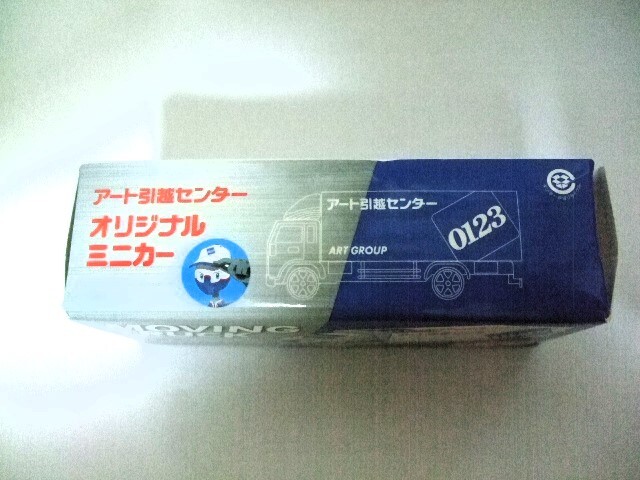 アート引越センター
オリジナル
ミニカー
アート引越センター
0123
ART GROUP
MOVING